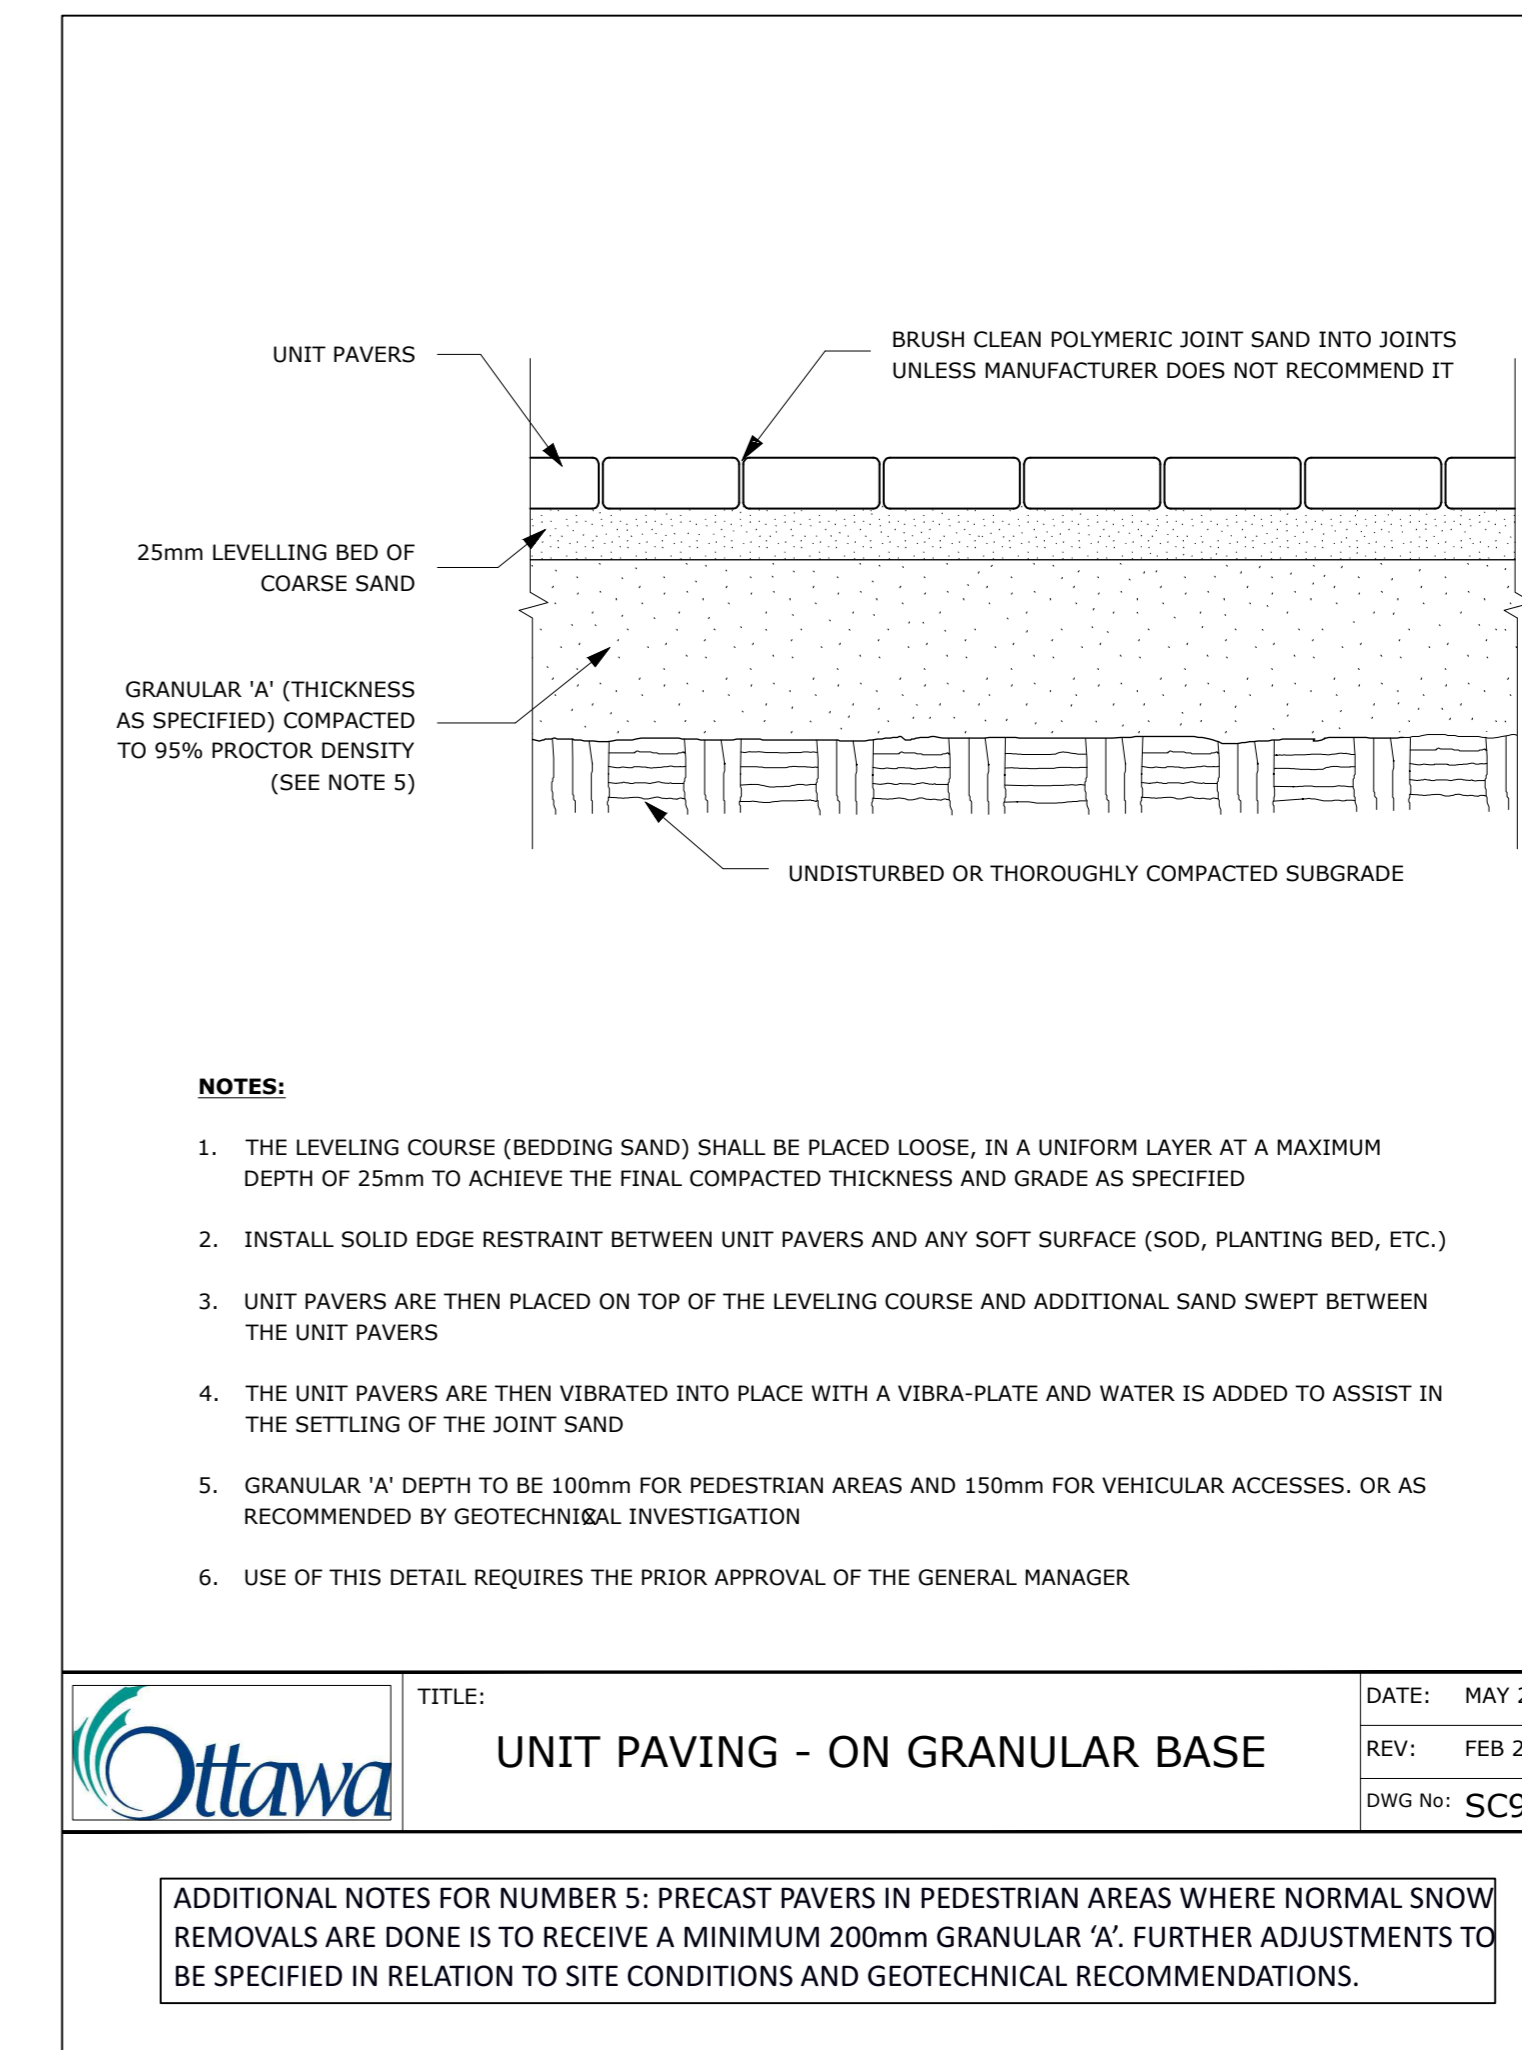 UNIT PAVERS
BRUSH CLEAN POLYMERIC JOINT SAND INTO JOINTS
UNLESS MANUFACTURER DOES NOT RECOMMEND IT
25mm LEVELLING BED OF
COARSE SAND
GRANULAR 'A' (THICKNESS
AS SPECIFIED) COMPACTED
TO 95% PROCTOR DENSITY
(SEE NOTE 5)
UNDISTURBED OR THOROUGHLY COMPACTED SUBGRADE
NOTES:
1. THE LEVELING COURSE (BEDDING SAND) SHALL BE PLACED LOOSE, IN A UNIFORM LAYER AT A MAXIMUM
DEPTH OF 25mm TO ACHIEVE THE FINAL COMPACTED THICKNESS AND GRADE AS SPECIFIED
2. INSTALL SOLID EDGE RESTRAINT BETWEEN UNIT PAVERS AND ANY SOFT SURFACE (SOD, PLANTING BED, ETC.)
3. UNIT PAVERS ARE THEN PLACED ON TOP OF THE LEVELING COURSE AND ADDITIONAL SAND SWEPT BETWEEN
THE UNIT PAVERS
4. THE UNIT PAVERS ARE THEN VIBRATED INTO PLACE WITH A VIBRA-PLATE AND WATER IS ADDED TO ASSIST IN
THE SETTLING OF THE JOINT SAND
5. GRANULAR 'A' DEPTH TO BE 100mm FOR PEDESTRIAN AREAS AND 150mm FOR VEHICULAR ACCESSES. OR AS
RECOMMENDED BY GEOTECHNICAL INVESTIGATION
6. USE OF THIS DETAIL REQUIRES THE PRIOR APPROVAL OF THE GENERAL MANAGER
Ottawa
TITLE:
UNIT PAVING - ON GRANULAR BASE
DATE: MAY
REV: FEB
DWG No:
ADDITIONAL NOTES FOR NUMBER 5: PRECAST PAVERS IN PEDESTRIAN AREAS WHERE NORMAL SNOW
REMOVALS ARE DONE IS TO RECEIVE A MINIMUM 200mm GRANULAR ‘A’. FURTHER ADJUSTMENTS TO
BE SPECIFIED IN RELATION TO SITE CONDITIONS AND GEOTECHNICAL RECOMMENDATIONS.